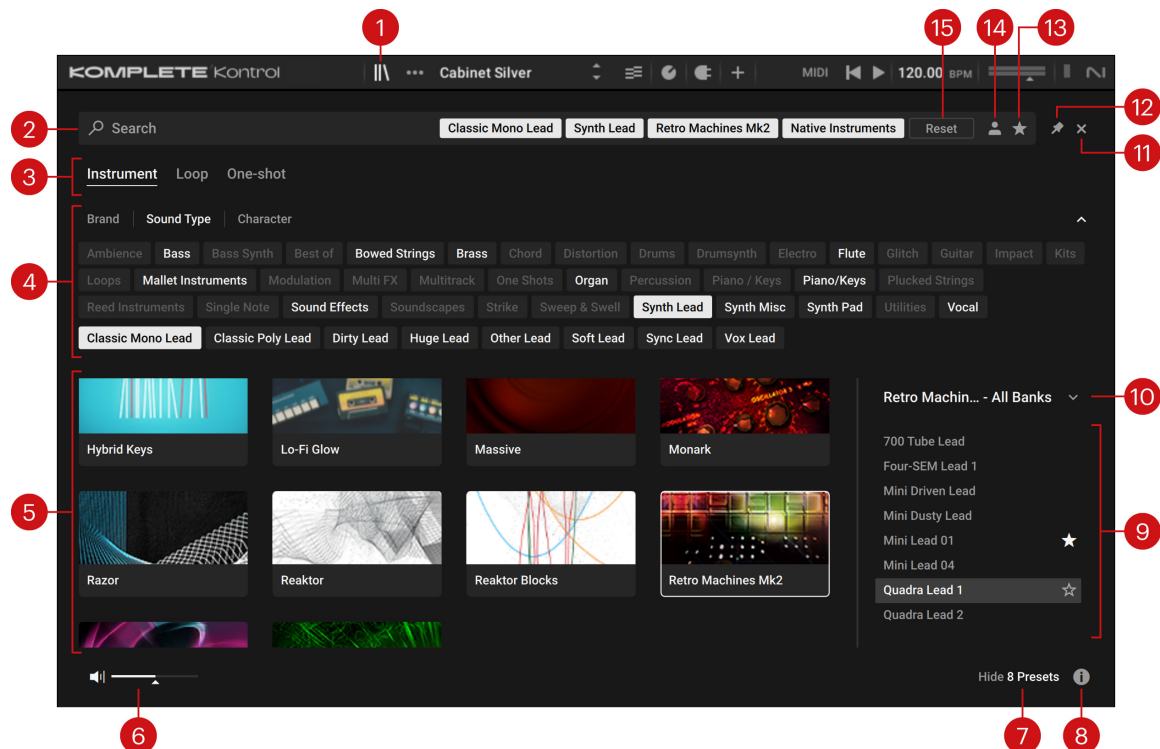 1
15
14
13
KOMPLETE Kontrol
Cabinet Silver
MIDI
120.00 BPM
12
2
Search
Classic Mono Lead
Synth Lead
Retro Machines Mk2
Native Instruments
Reset
11
3
Instrument Loop One-shot
4
Brand Sound Type Character
Ambience Bass Bass Synth Best of Bowed Strings Brass Chord Distortion Drums Drumsynth Electro Flute Glitch Guitar Impact Kits
Loops Mallet Instruments Modulation Multi FX Multitrack One Shots Organ Percussion Piano / Keys Piano/Keys Plucked Strings
Reed Instruments Single Note Sound Effects Soundscapes Strike Sweep & Swell Synth Lead Synth Misc Synth Pad Utilities Vocal
Classic Mono Lead Classic Poly Lead Dirty Lead Huge Lead Other Lead Soft Lead Sync Lead Vox Lead
5
OSCILLATOR 3
Hybrid Keys
Lo-Fi Glow
Massive
Monark
Razor
Reaktor
Reaktor Blocks
Retro Machines Mk2
Retro Machin... - All Banks
10
700 Tube Lead
Four-SEM Lead 1
Mini Driven Lead
Mini Dusty Lead
Mini Lead 01
Mini Lead 04
Quadra Lead 1
Quadra Lead 2
9
Hide 8 Presets
6
7
8